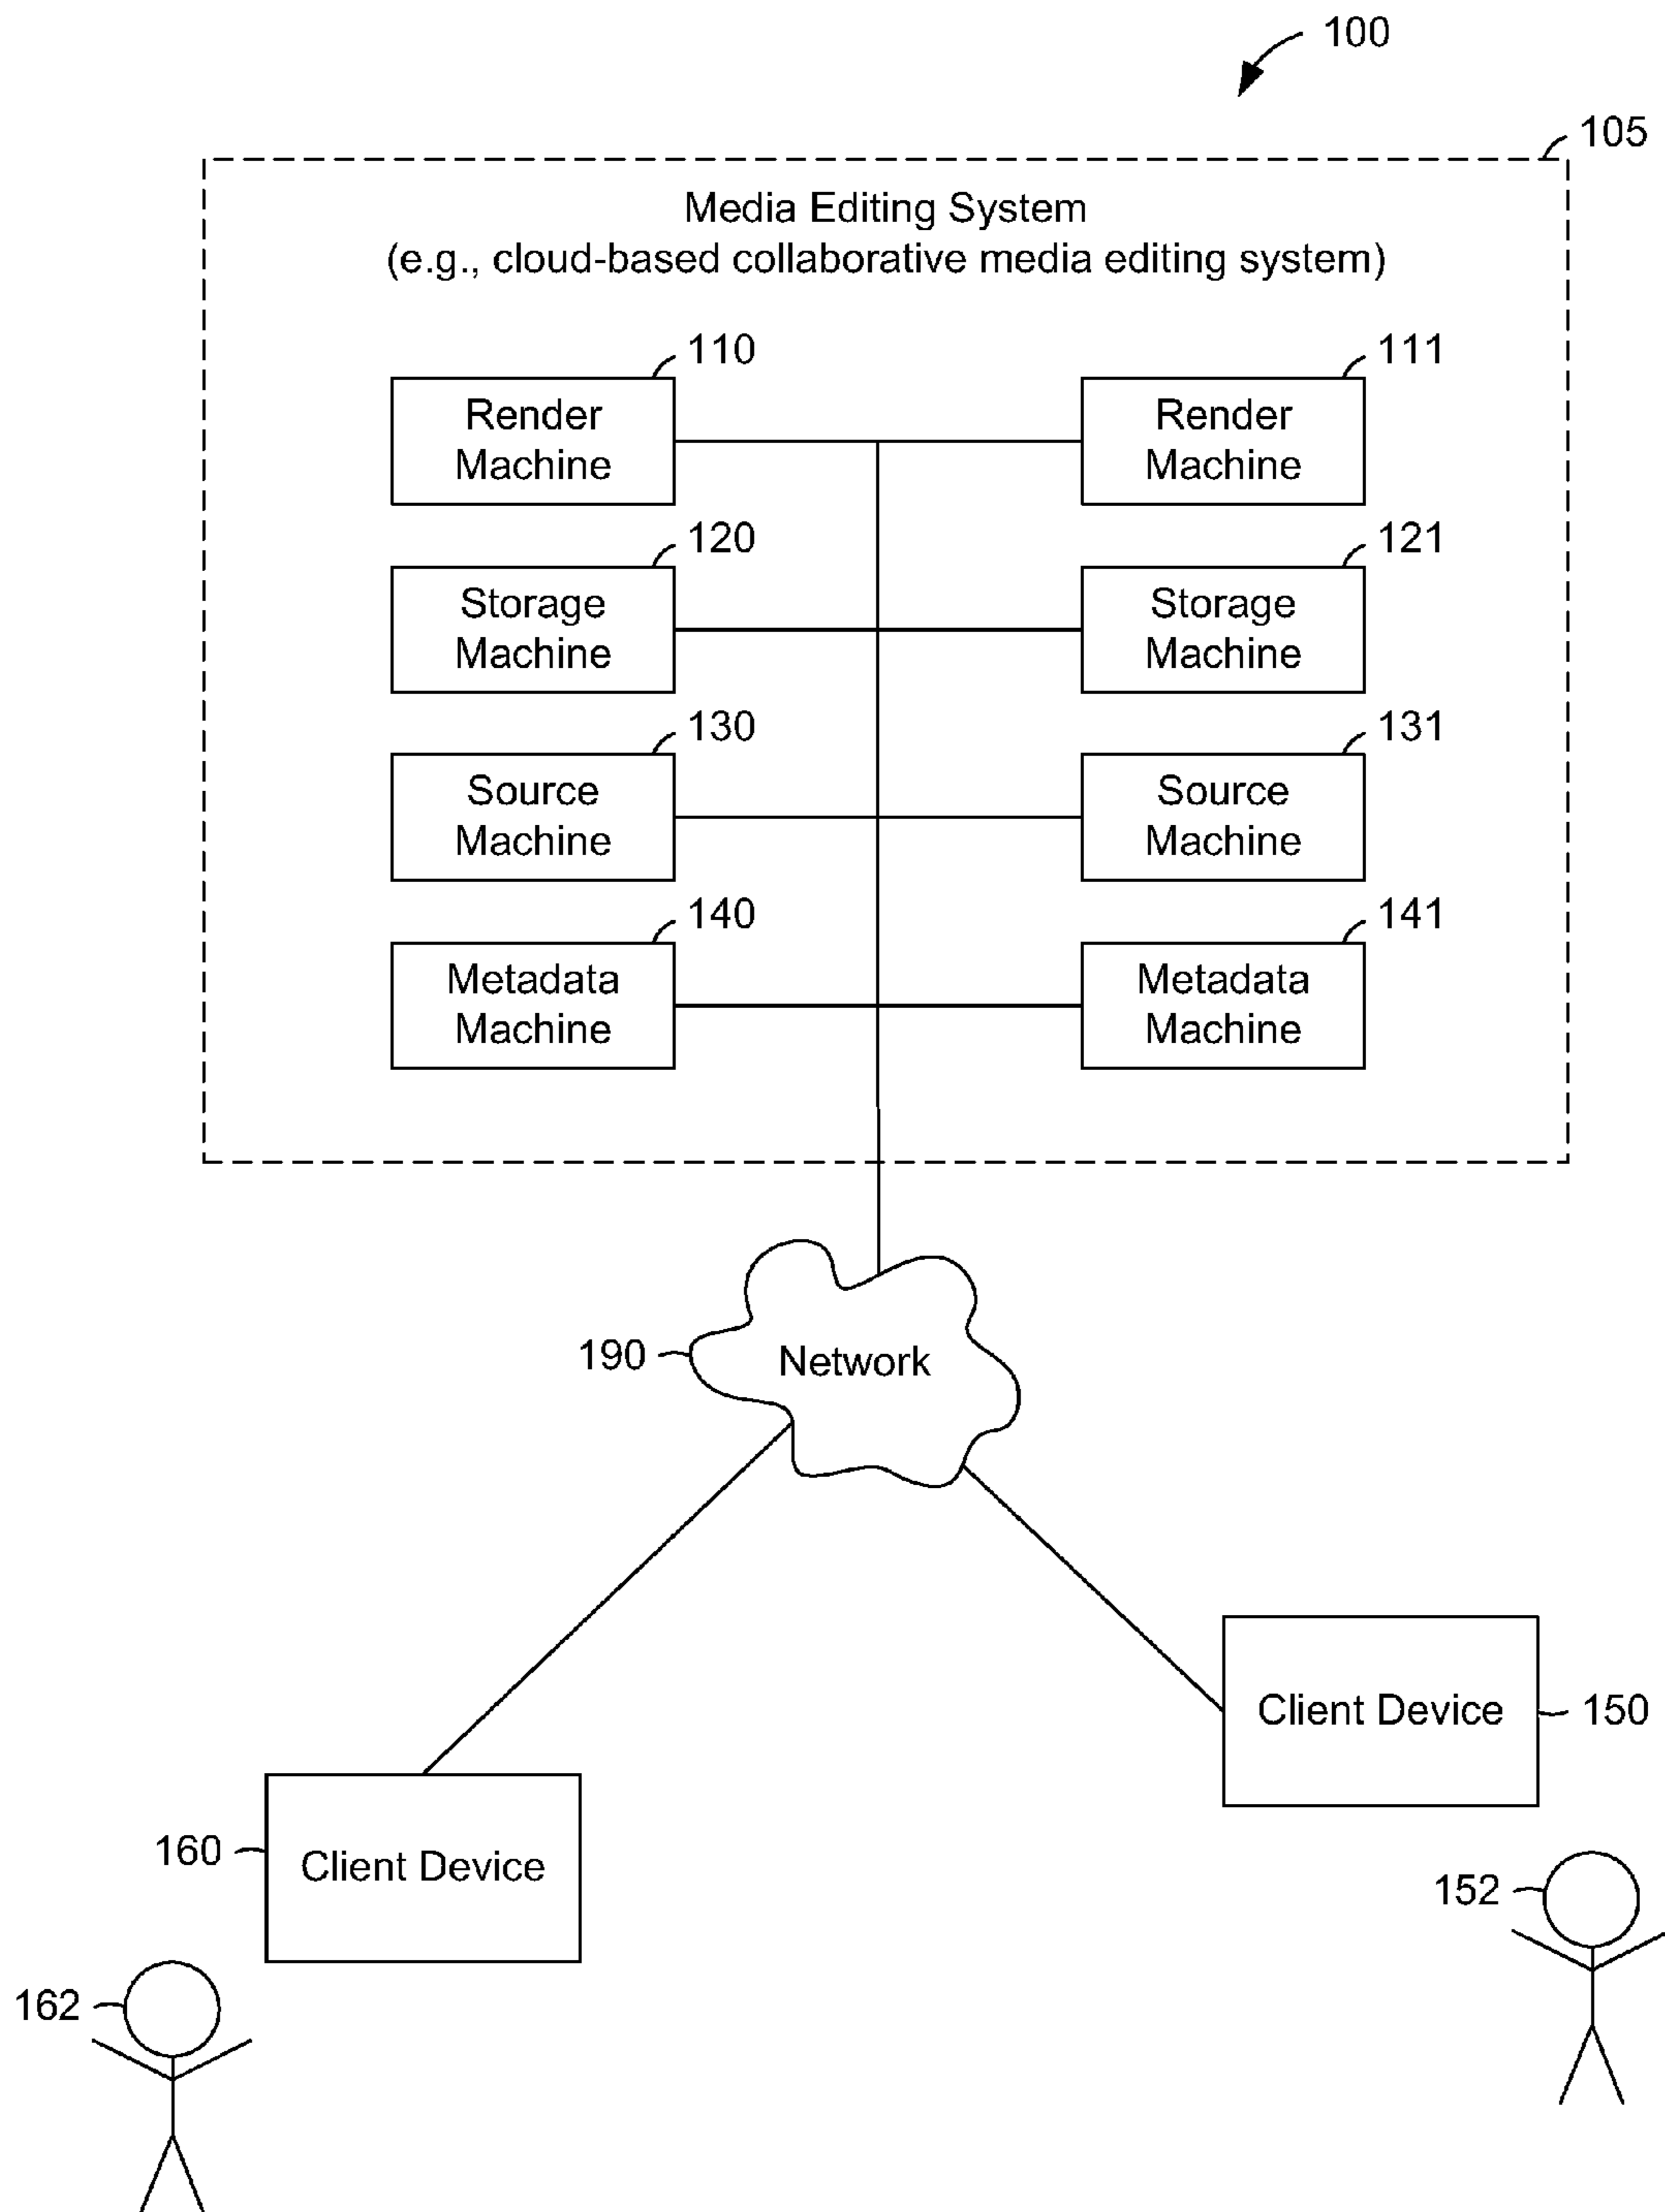 100
105
Media Editing System
(e.g., cloud-based collaborative media editing system)
110
111
Render
Machine
Render
Machine
120
121
Storage
Machine
Storage
Machine
130
131
Source
Machine
Source
Machine
140
141
Metadata
Machine
Metadata
Machine
190
Network
Client Device
150
160
Client Device
152
162